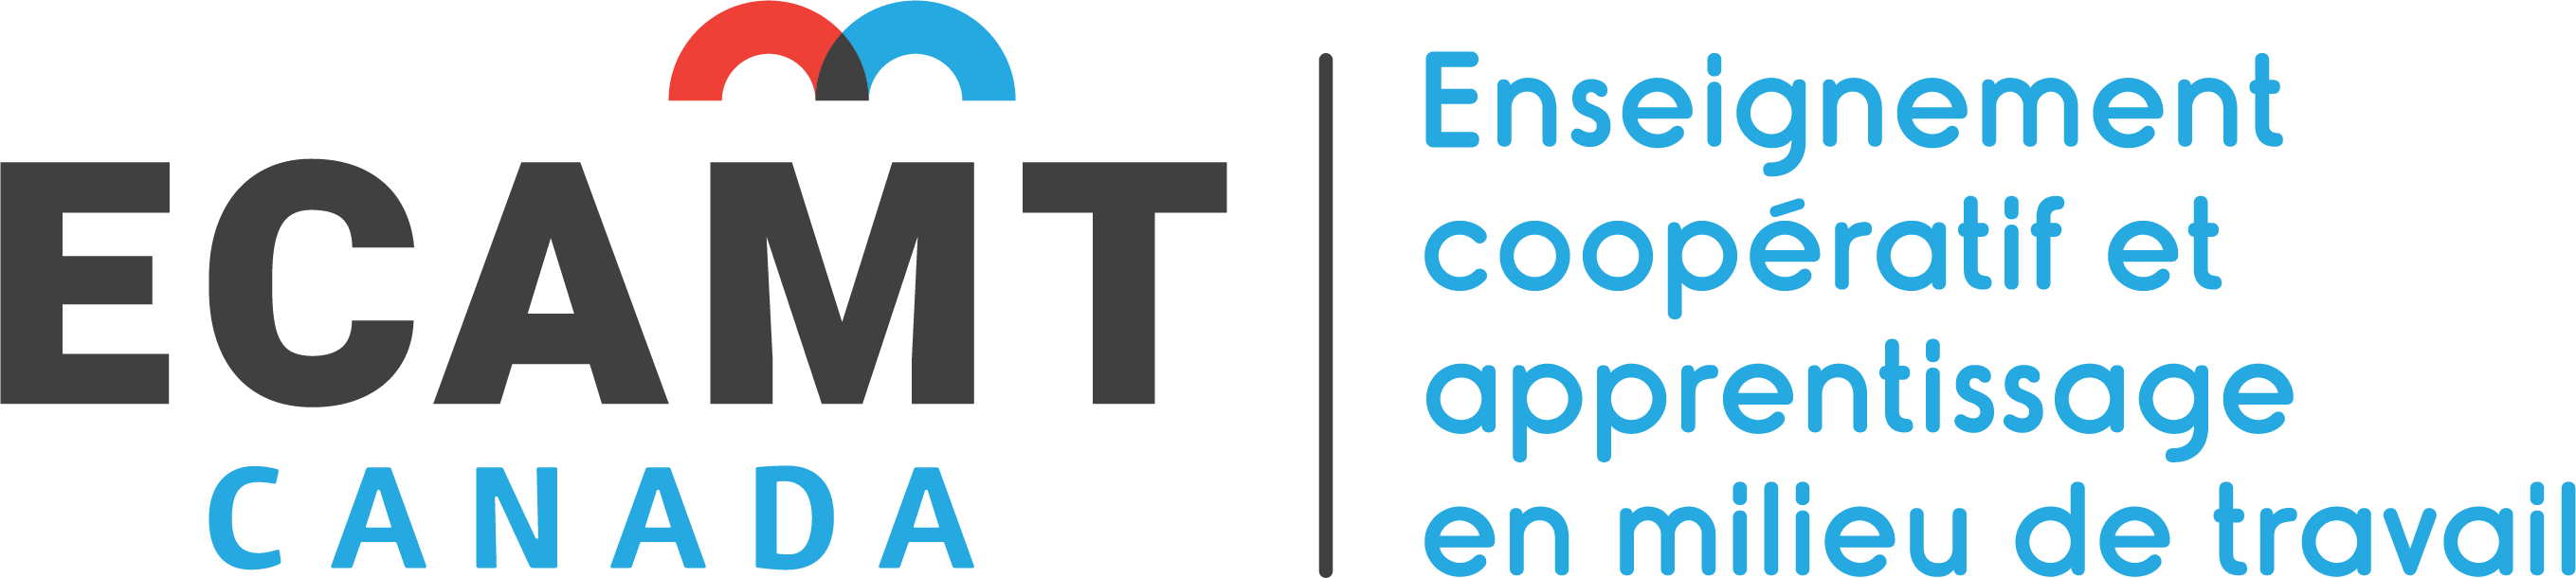 ECAMT
CANADA
Enseignement
coopératif et
apprentissage
en milieu de travail